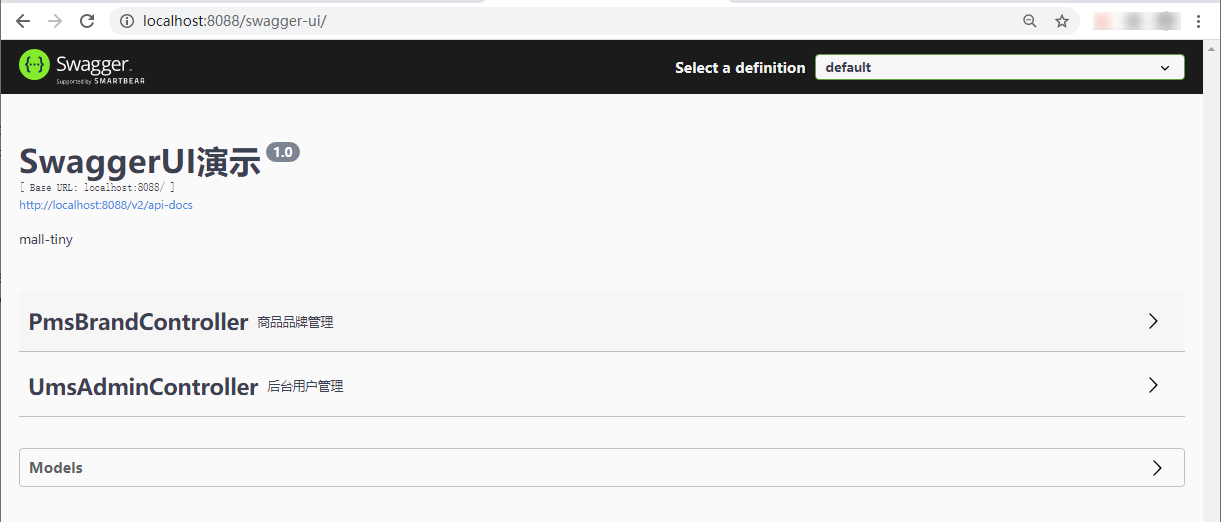 localhost:8088/swagger-ui/
Swagger
Supported by SMARTBEAR
Select a definition default
SwaggerUI演示 1.0
[ Base URL: localhost:8088/ ]
http://localhost:8088/v2/api-docs
mall-tiny
PmsBrandController 商品品牌管理
UmsAdminController 后台用户管理
Models